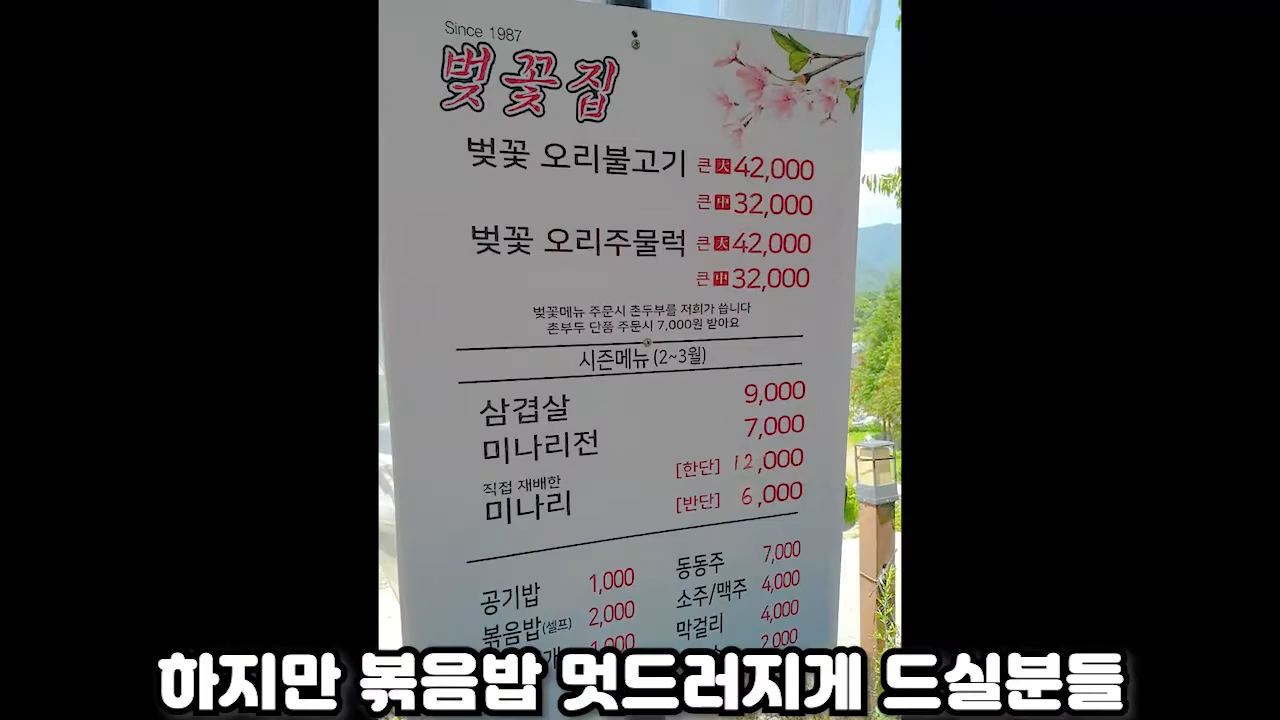 Since 1987
벚꽃집
벚꽃 오리불고기 큰 大 42,000
큰 中 32,000
벚꽃 오리주물럭 큰 大 42,000
큰 中 32,000
벚꽃메뉴 주문시 촌두부를 저희가 씁니다
촌부두 단품 주문시 7,000원 받아요
시즌메뉴 (2~3월)
삼겹살 9,000
미나리전 7,000
직접 재배한
미나리 [한단] 12,000
[반단] 6,000
공기밥 1,000 동동주 7,000
볶음밥(셀프) 2,000 소주/맥주 4,000
개 1,000 막걸리 4,000
2,000
하지만 볶음밥 멋드러지게 드실분들